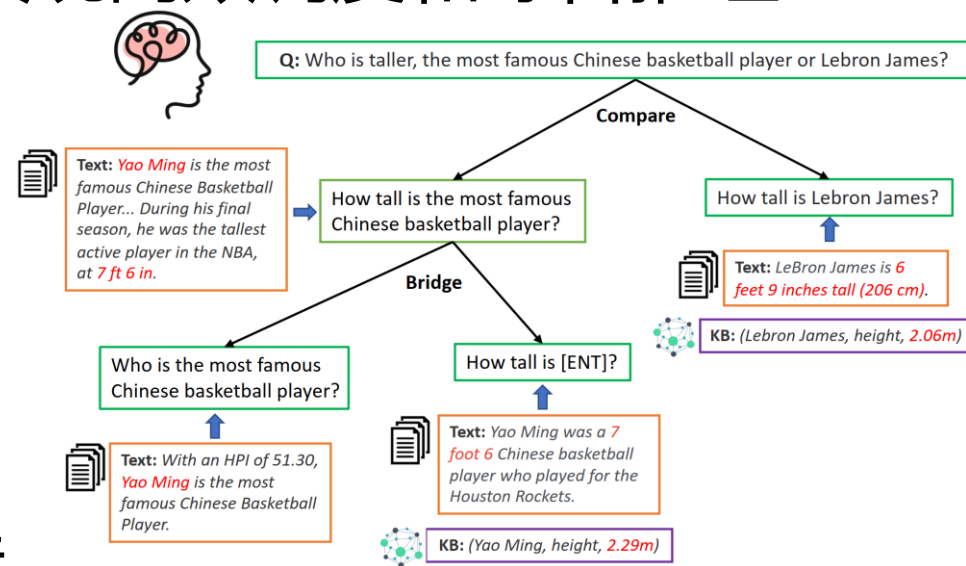 Q: Who is taller, the most famous Chinese basketball player or Lebron James?
Compare
Text: Yao Ming is the most
famous Chinese Basketball
Player... During his final
season, he was the tallest
active player in the NBA,
at 7 ft 6 in.
How tall is the most famous
Chinese basketball player?
How tall is Lebron James?
Text: LeBron James is 6
feet 9 inches tall (206 cm).
KB: (Lebron James, height, 2.06m)
Bridge
Who is the most famous
Chinese basketball player?
How tall is [ENT]?
Text: With an HPI of 51.30,
Yao Ming is the most
famous Chinese Basketball
Player.
Text: Yao Ming was a 7
foot 6 Chinese basketball
player who played for the
Houston Rockets.
KB: (Yao Ming, height, 2.29m)